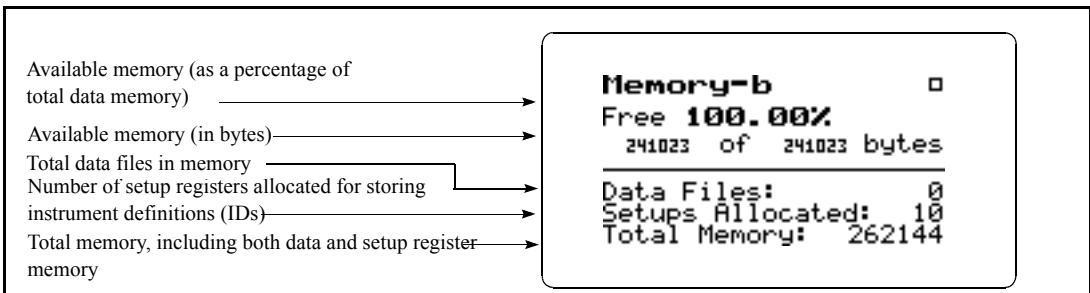 Available memory (as a percentage of
total data memory)
Available memory (in bytes)
Total data files in memory
Number of setup registers allocated for storing
instrument definitions (IDs)
Total memory, including both data and setup register
memory
Memory-b
Free 100.00%
241023 of 241023 bytes
Data Files: 0
Setups Allocated: 10
Total Memory: 262144